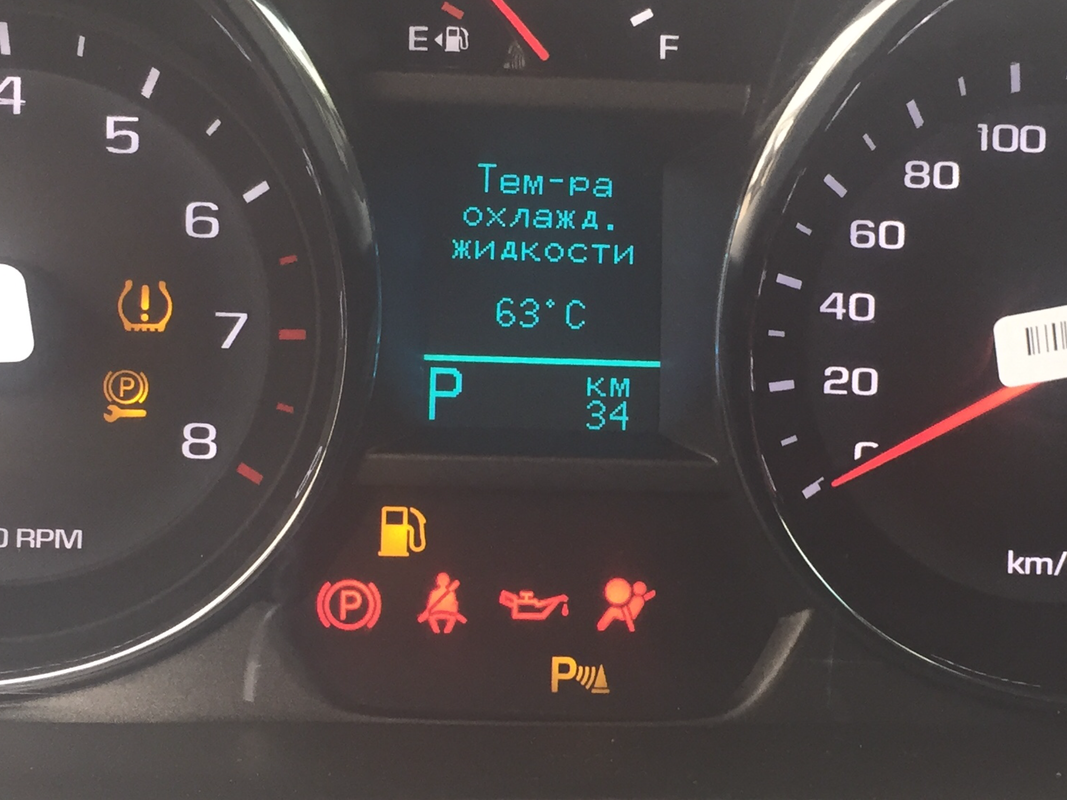 E
F
4
5
6
7
8
0 RPM
Тем-ра
охлажд.
жидкости
63°C
P
км
34
100
80
60
40
20
km/
P
P
P